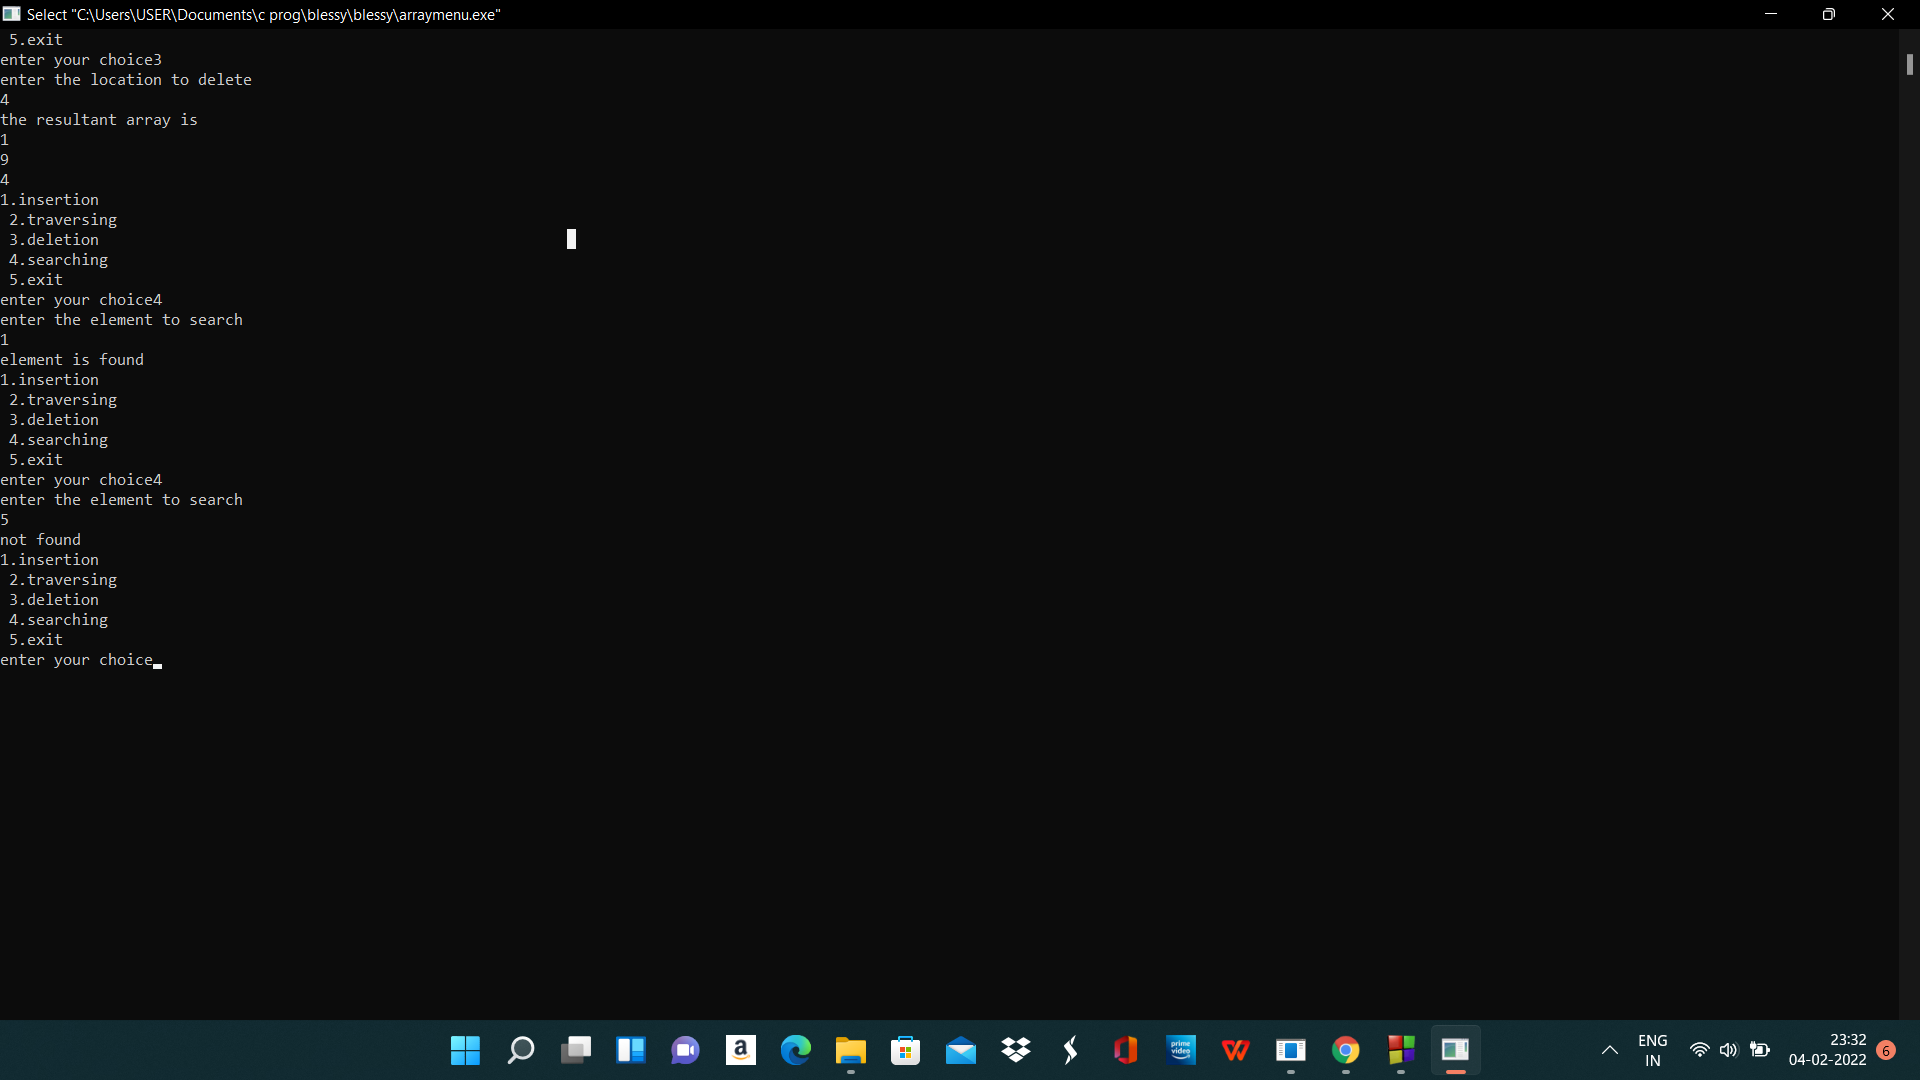 Select "C:\Users\USER\Documents\c prog\blessy\blessy\arraymenu.exe"
5.exit
enter your choice3
enter the location to delete
4
the resultant array is
1
9
4
1.insertion
2.traversing
3.deletion
4.searching
5.exit
enter your choice4
enter the element to search
1
element is found
1.insertion
2.traversing
3.deletion
4.searching
5.exit
enter your choice4
enter the element to search
5
not found
1.insertion
2.traversing
3.deletion
4.searching
5.exit
enter your choice
a
prime video
W
ENG
IN
23:32
04-02-2022
6